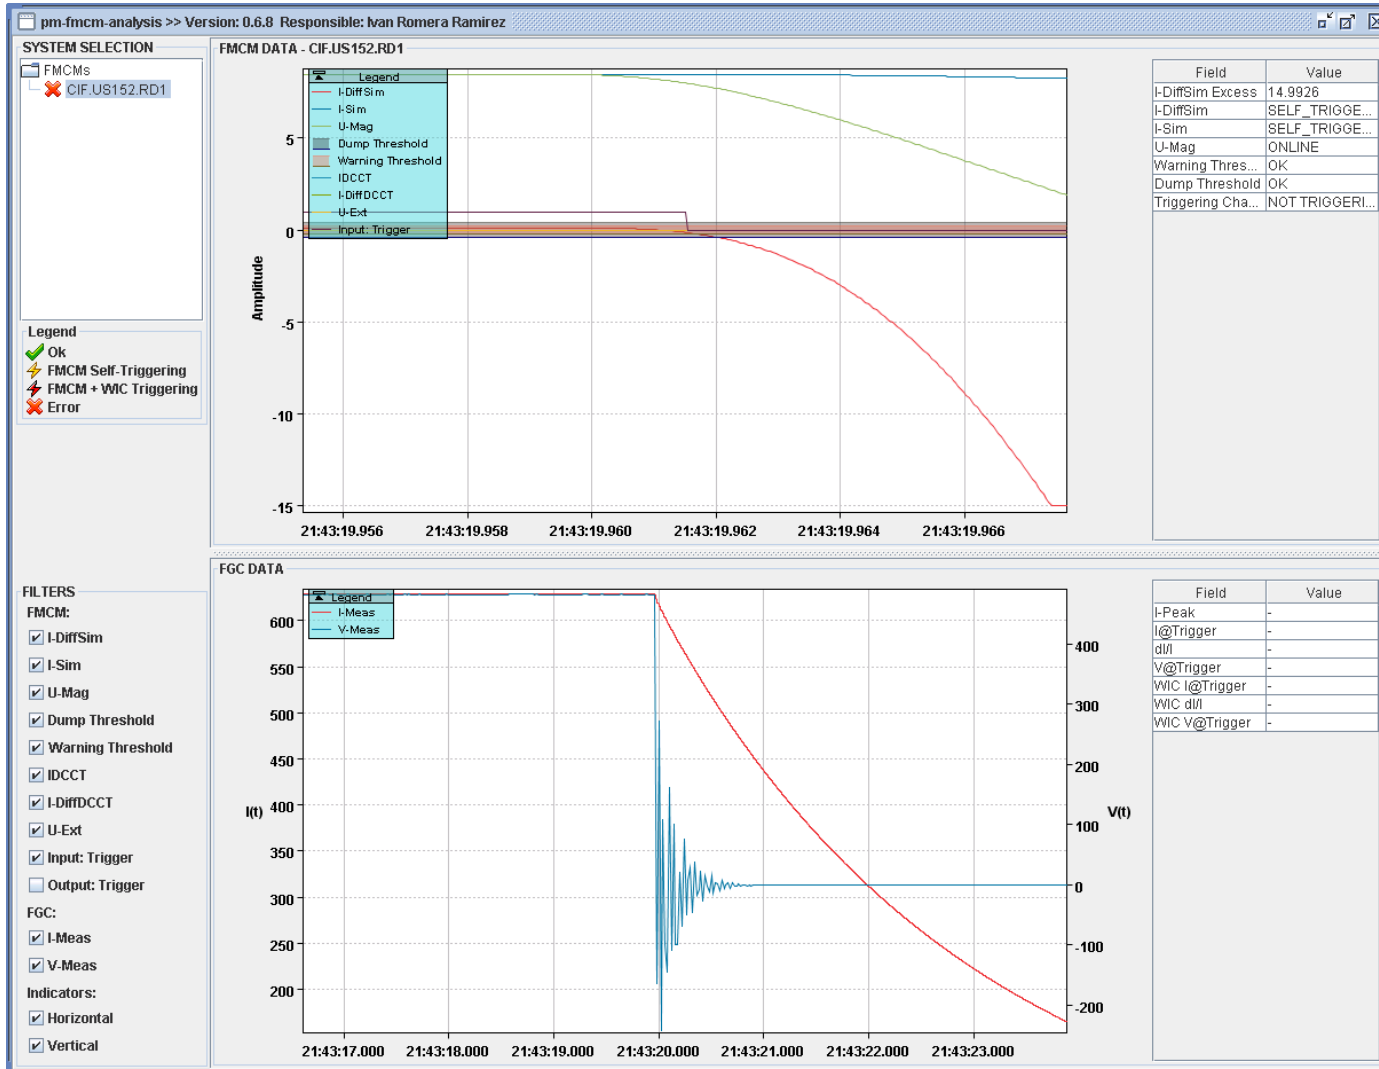 pm-fmcm-analysis >> Version: 0.6.8 Responsible: Ivan Romera Ramirez
SYSTEM SELECTION
FMCMs
CIF.US152.RD1
Legend
Ok
FMCM Self-Triggering
FMCM + WIC Triggering
Error
FILTERS
FMCM:
I-DiffSim
I-Sim
U-Mag
Dump Threshold
Warning Threshold
IDCCT
I-DiffDCCT
U-Ext
Input: Trigger
Output: Trigger
FGC:
I-Meas
V-Meas
Indicators:
Horizontal
Vertical
FMCM DATA - CIF.US152.RD1
Legend
I-DiffSim
I-Sim
U-Mag
Dump Threshold
Warning Threshold
IDCCT
I-DiffDCCT
U-Ext
Input: Trigger
Amplitude
5
0
-5
-10
-15
21:43:19.956 21:43:19.958 21:43:19.960 21:43:19.962 21:43:19.964 21:43:19.966
Field Value
I-DiffSim Excess 14.9926
I-DiffSim SELF_TRIGGE...
I-Sim SELF_TRIGGE...
U-Mag ONLINE
Warning Thres... OK
Dump Threshold OK
Triggering Cha... NOT TRIGGERI...
FGC DATA
Legend
I-Meas
V-Meas
I(t)
600
550
500
450
400
350
300
250
200
V(t)
400
300
200
100
0
-100
-200
21:43:17.000 21:43:18.000 21:43:19.000 21:43:20.000 21:43:21.000 21:43:22.000 21:43:23.000
Field Value
I-Peak -
I@Trigger -
dI/I -
V@Trigger -
WIC I@Trigger -
WIC dI/I -
WIC V@Trigger -